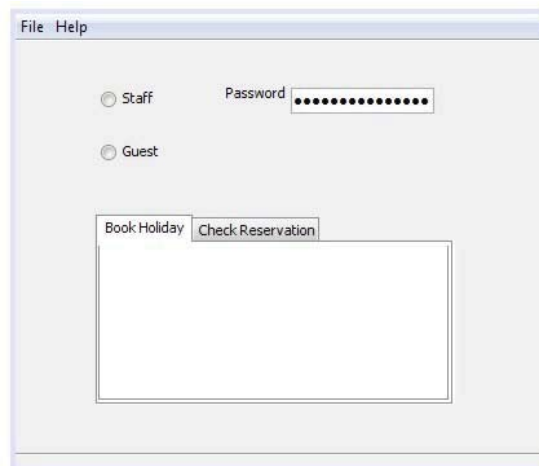 File Help
Staff
Password ●●●●●●●●●●●●●●●
Guest
Book Holiday Check Reservation